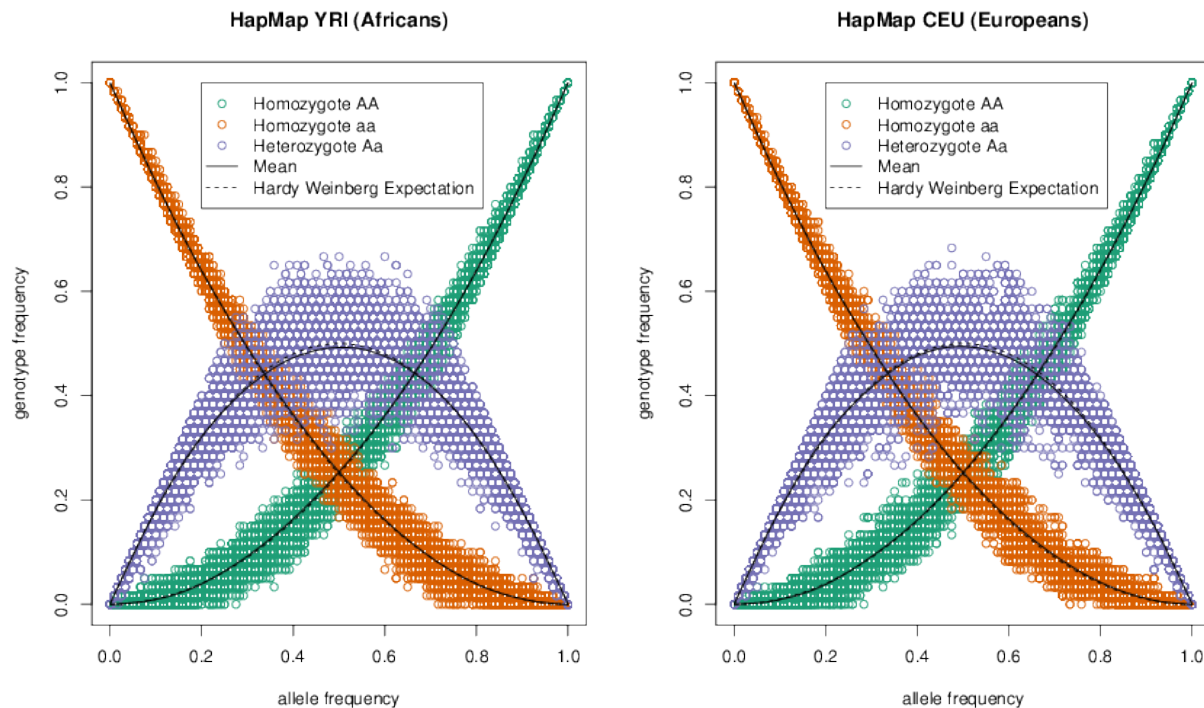 HapMap YRI (Africans)
genotype frequency
1.0
0.8
0.6
0.4
0.2
0.0
Homozygote AA
Homozygote aa
Heterozygote Aa
Mean
Hardy Weinberg Expectation
0.0 0.2 0.4 0.6 0.8 1.0
allele frequency
HapMap CEU (Europeans)
genotype frequency
1.0
0.8
0.6
0.4
0.2
0.0
Homozygote AA
Homozygote aa
Heterozygote Aa
Mean
Hardy Weinberg Expectation
0.0 0.2 0.4 0.6 0.8 1.0
allele frequency